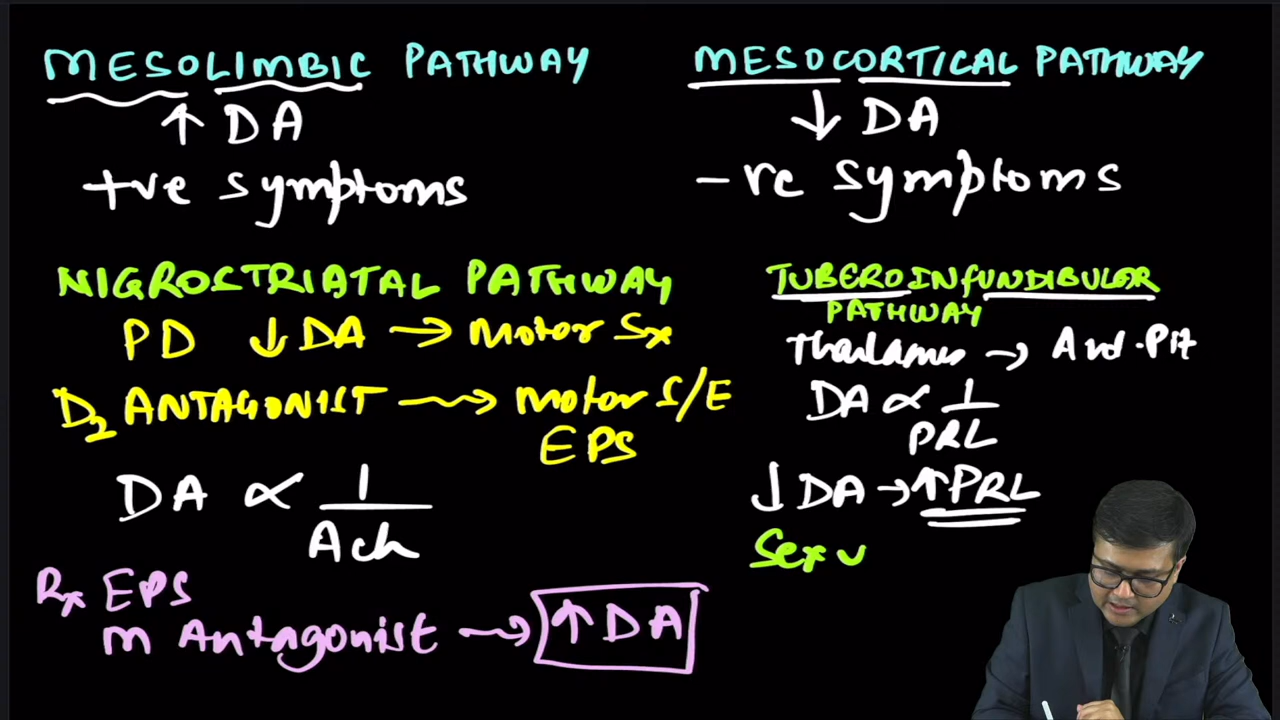 MESOLIMBIC PATHWAY
↑ DA
+ve symptoms
MESOCORTICAL PATHWAY
↓ DA
-ve symptoms
NIGROSTRIATAL PATHWAY
PD ↓ DA → Motor Sx
D2 ANTAGONIST → Motor S/E
EPS
DA ∝ 1/Ach
Rx EPS
M Antagonist → ↑ DA
TUBEROINFUNDIBULAR
PATHWAY
Thalamus → Ant. Pit
DA ∝ 1/PRL
↓ DA → ↑ PRL
Sexu